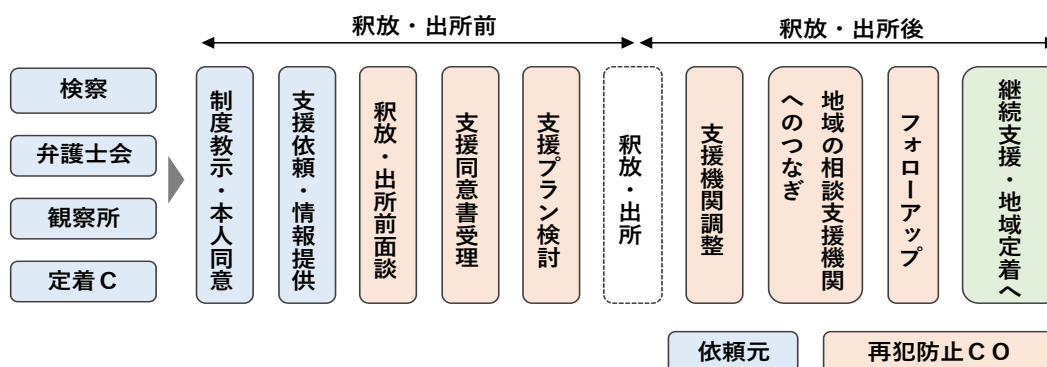 釈放・出所前
釈放・出所後
検察
弁護士会
観察所
定着C
制度教示・本人同意
支援依頼・情報提供
釈放・出所前面談
支援同意書受理
支援プラン検討
釈放・出所
支援機関調整
地域の相談支援機関
へのつなぎ
フォローアップ
継続支援・地域定着へ
依頼元
再犯防止CO